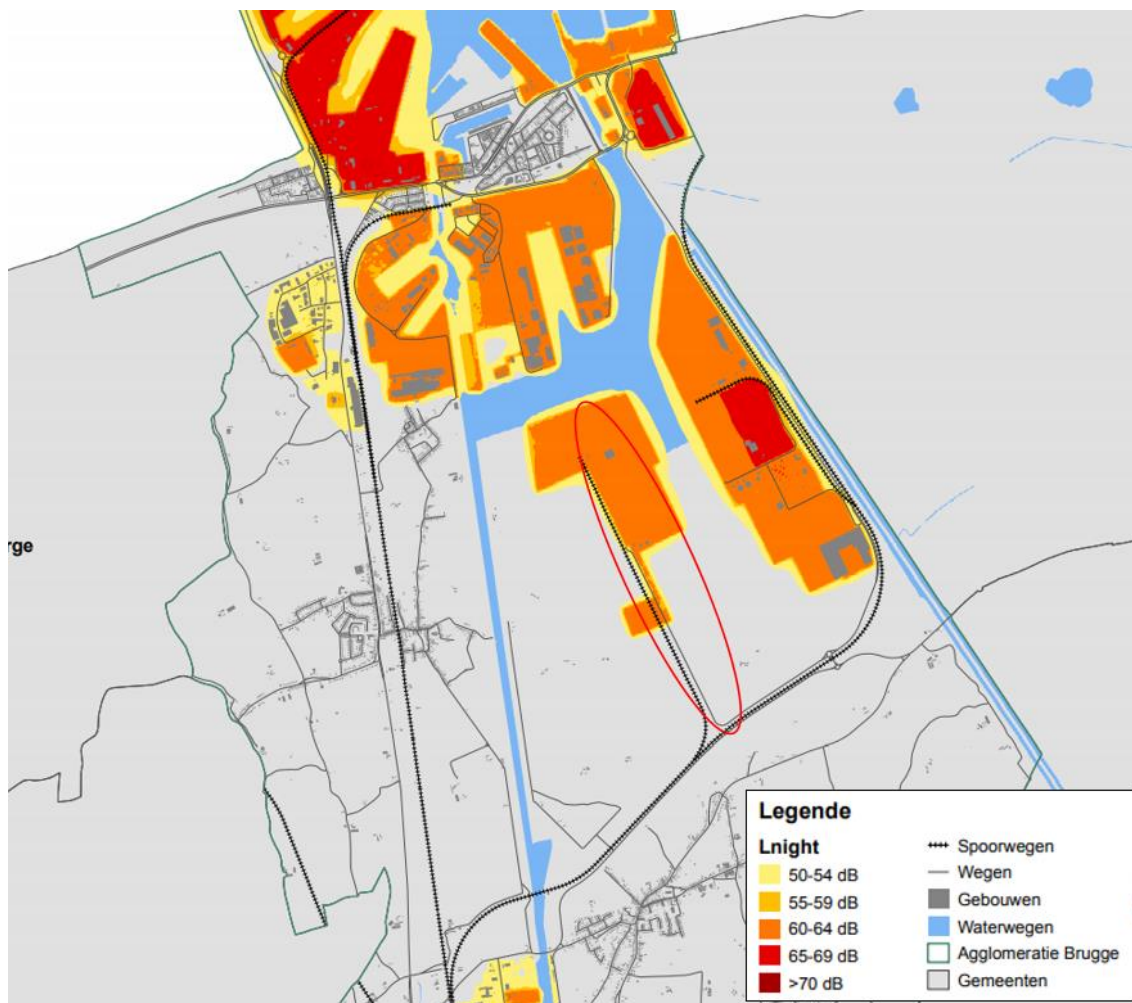 rge
Legende
Lnight
50-54 dB
55-59 dB
60-64 dB
65-69 dB
>70 dB
Spoorwegen
Wegen
Gebouwen
Waterwegen
Agglomeratie Brugge
Gemeenten